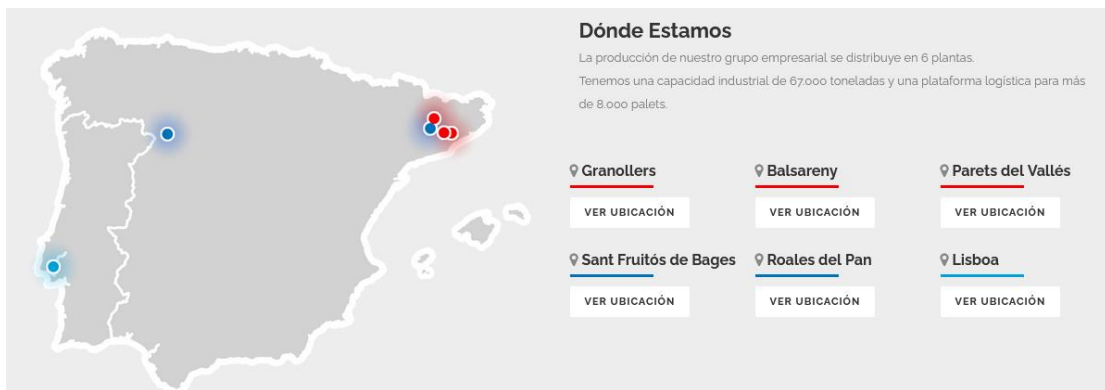 Dónde Estamos
La producción de nuestro grupo empresarial se distribuye en 6 plantas.
Tenemos una capacidad industrial de 67.000 toneladas y una plataforma logística para más
de 8.000 palets.
Granollers
Balsareny
Parets del Vallés
VER UBICACIÓN
VER UBICACIÓN
VER UBICACIÓN
Sant Fruitós de Bages
Roales del Pan
Lisboa
VER UBICACIÓN
VER UBICACIÓN
VER UBICACIÓN